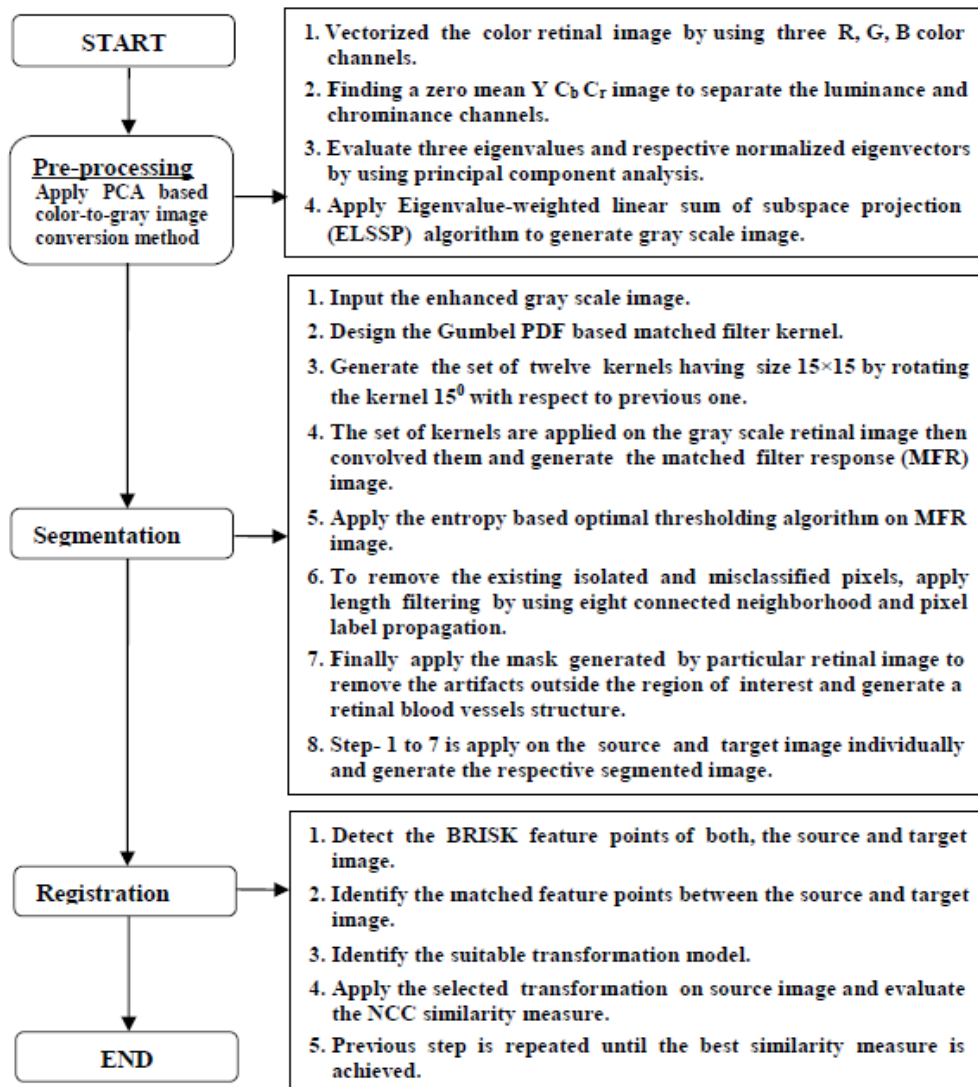 START
1. Vectorized the color retinal image by using three R, G, B color
channels.
2. Finding a zero mean Y Cb Cr image to separate the luminance and
chrominance channels.
3. Evaluate three eigenvalues and respective normalized eigenvectors
by using principal component analysis.
4. Apply Eigenvalue-weighted linear sum of subspace projection
(ELSSP) algorithm to generate gray scale image.
Pre-processing
Apply PCA based
color-to-gray image
conversion method
1. Input the enhanced gray scale image.
2. Design the Gumbel PDF based matched filter kernel.
3. Generate the set of twelve kernels having size 15×15 by rotating
the kernel 15⁰ with respect to previous one.
4. The set of kernels are applied on the gray scale retinal image then
convolved them and generate the matched filter response (MFR)
image.
5. Apply the entropy based optimal thresholding algorithm on MFR
image.
6. To remove the existing isolated and misclassified pixels, apply
length filtering by using eight connected neighborhood and pixel
label propagation.
7. Finally apply the mask generated by particular retinal image to
remove the artifacts outside the region of interest and generate a
retinal blood vessels structure.
8. Step- 1 to 7 is apply on the source and target image individually
and generate the respective segmented image.
Segmentation
1. Detect the BRISK feature points of both, the source and target
image.
2. Identify the matched feature points between the source and target
image.
3. Identify the suitable transformation model.
4. Apply the selected transformation on source image and evaluate
the NCC similarity measure.
5. Previous step is repeated until the best similarity measure is
achieved.
Registration
END